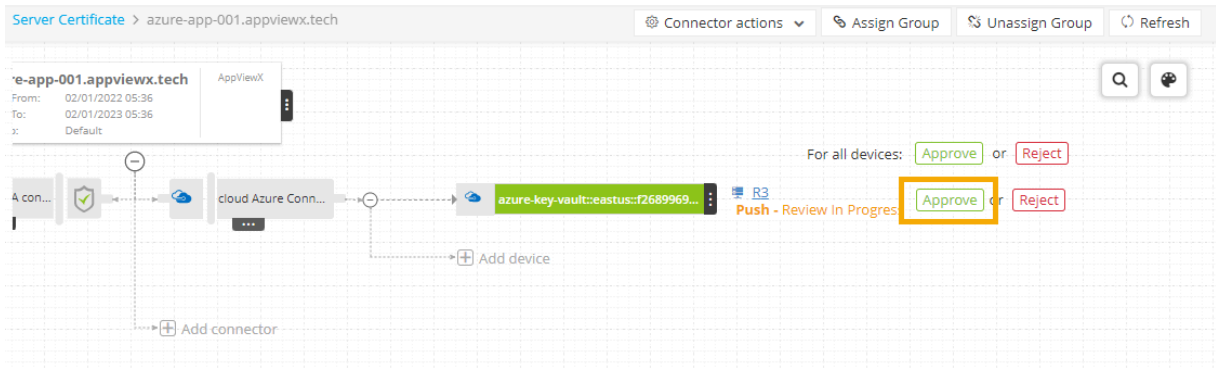 Server Certificate > azure-app-001.appviewx.tech
Connector actions Assign Group Unassign Group Refresh
re-app-001.appviewx.tech AppViewX
From: 02/01/2022 05:36
To: 02/01/2023 05:36
Default
For all devices: Approve or Reject
A con... cloud Azure Conn... azure-key-vault::eastus::f2689969... R3
Push - Review In Progres Approve or Reject
Add device
Add connector